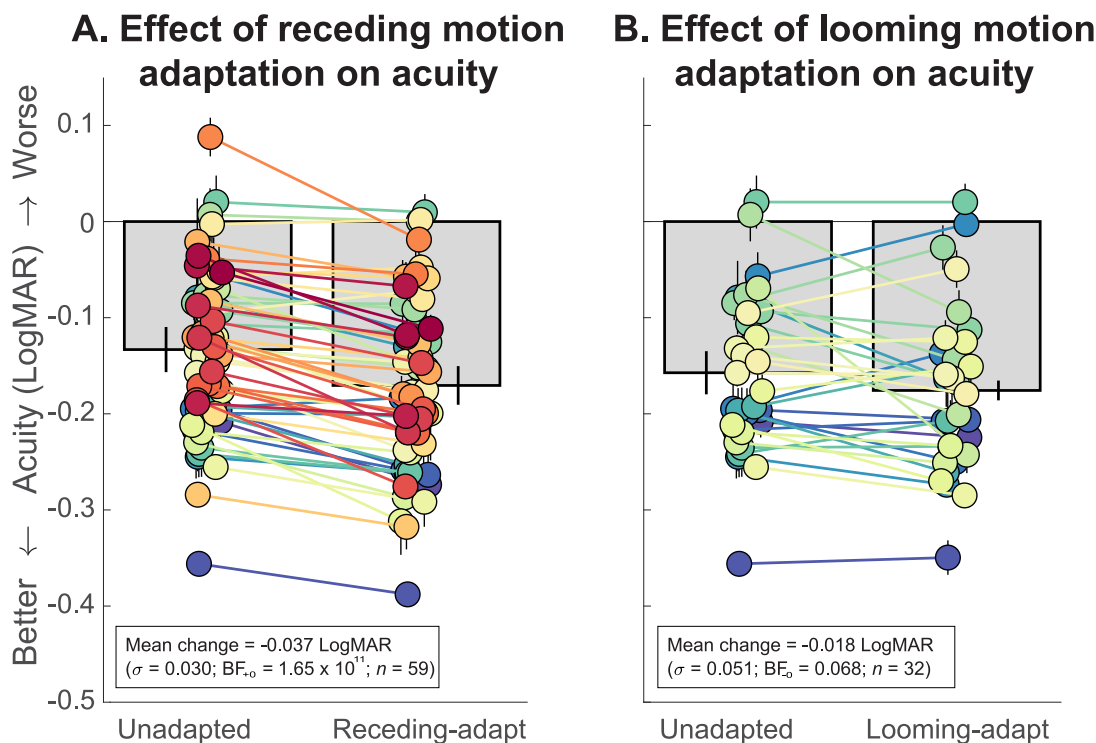 A. Effect of receding motion
adaptation on acuity
B. Effect of looming motion
adaptation on acuity
Better ← Acuity (LogMAR) → Worse
0.1
0
-0.1
-0.2
-0.3
-0.4
-0.5
Mean change = -0.037 LogMAR
(σ = 0.030; BF₊₀ = 1.65 x 10¹¹; n = 59)
Unadapted Receding-adapt
Mean change = -0.018 LogMAR
(σ = 0.051; BF₋₀ = 0.068; n = 32)
Unadapted Looming-adapt